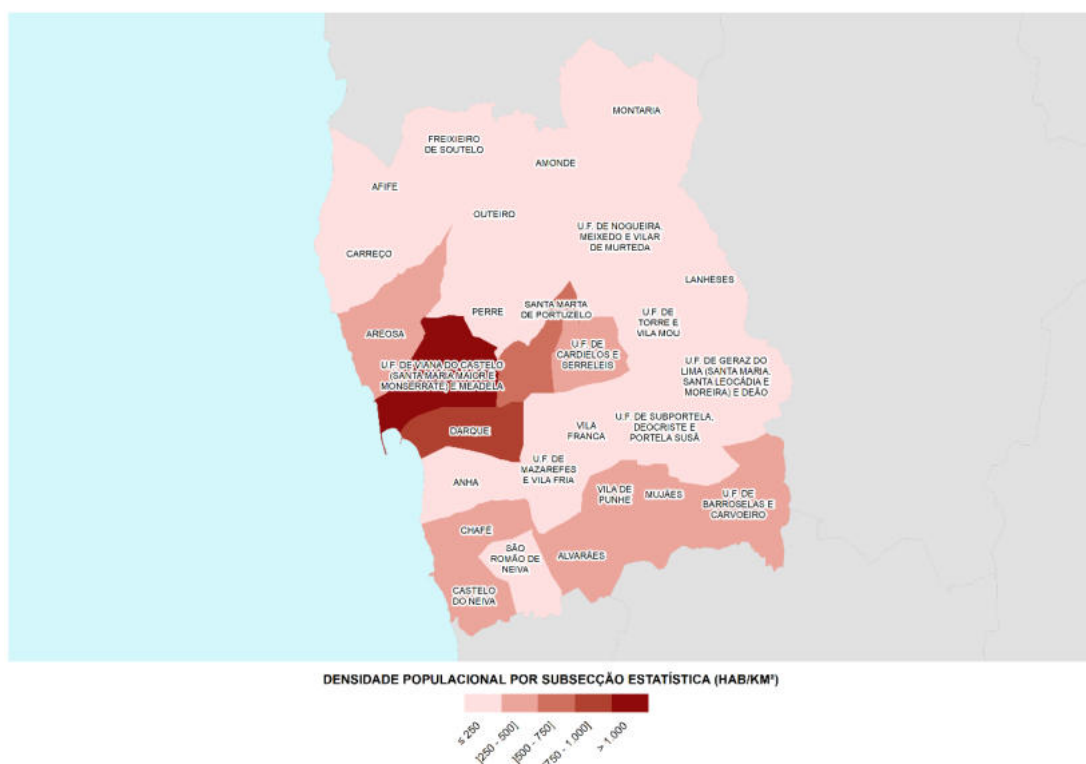 MONTARIA
FREIXIEIRO
DE SOUTELO
AMONDE
AFIFE
OUTEIRO
U.F. DE NOGUEIRA,
MEIXEDO E VILAR
DE MURTEDA
CARREÇO
LANHESES
SANTA MARTA
DE PORTUZELO
PERRE
U.F. DE
TORRE E
VILA MOU
AREOSA
U.F. DE
CARDIELOS E
SERRELEIS
U.F. DE VIANA DO CASTELO
(SANTA MARIA MAIOR E
MONSERRATE) E MEADELA
U.F. DE GERAZ DO
LIMA (SANTA MARIA,
SANTA LEOCÁDIA E
MOREIRA) E DEÃO
DARQUE
VILA
FRANCA
U.F. DE SUBPORTELA,
DEOCRISTE E
PORTELA SUSÃ
U.F. DE
MAZAREFES
E VILA FRIA
ANHA
VILA DE
PUNHE
MUJÃES
U.F. DE
BARROSELAS E
CARVOEIRO
CHAFÉ
SÃO
ROMÃO DE
NEIVA
ALVARÃES
CASTELO
DO NEIVA
DENSIDADE POPULACIONAL POR SUBSECÇÃO ESTATÍSTICA (HAB/KM²)
≤ 250
]250 - 500]
]500 - 750]
750 - 1.000]
> 1.000